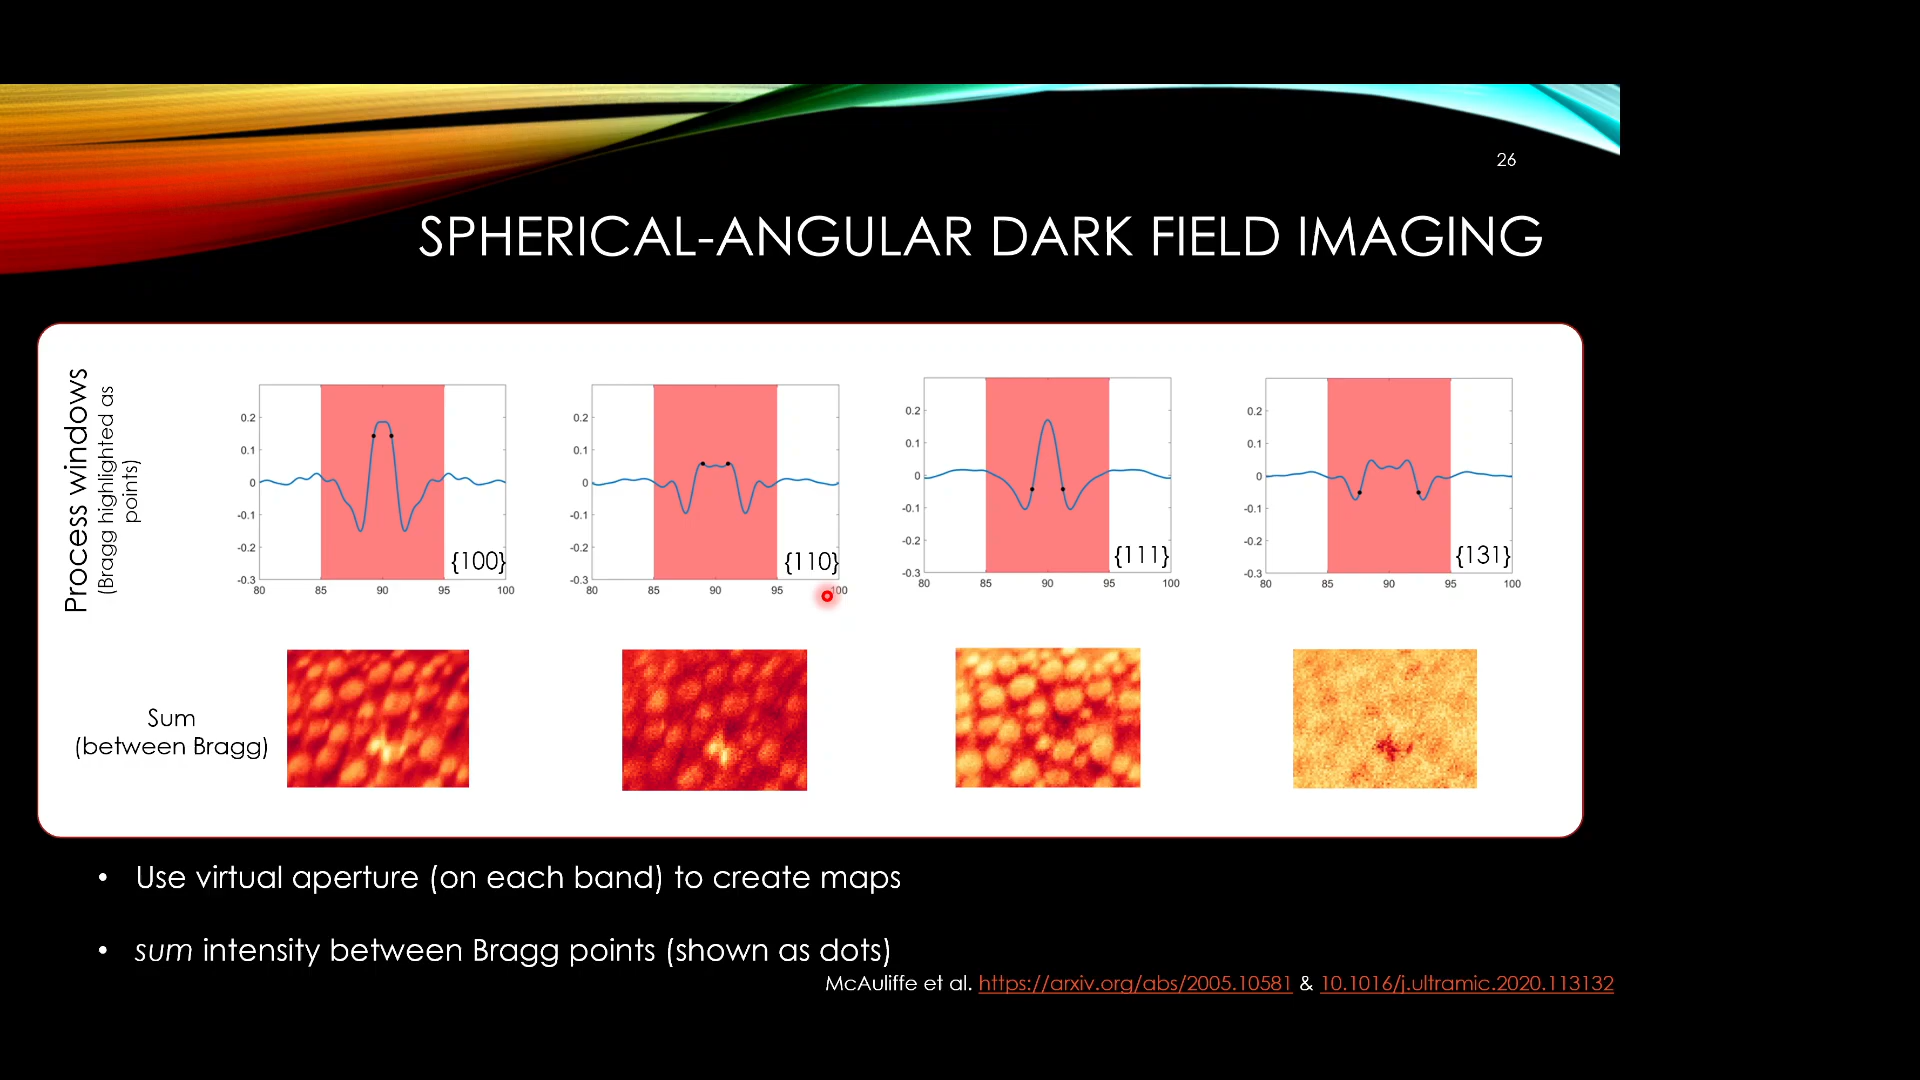 26
SPHERICAL-ANGULAR DARK FIELD IMAGING
Process windows
(Bragg highlighted as
points)
0.2
0.1
0
-0.1
-0.2
-0.3
80 85 90 95 100
{100}
0.2
0.1
0
-0.1
-0.2
-0.3
80 85 90 95 100
{110}
0.2
0.1
0
-0.1
-0.2
-0.3
80 85 90 95 100
{111}
0.2
0.1
0
-0.1
-0.2
-0.3
80 85 90 95 100
{131}
Sum
(between Bragg)
• Use virtual aperture (on each band) to create maps
• sum intensity between Bragg points (shown as dots)
McAuliffe et al. https://arxiv.org/abs/2005.10581 & 10.1016/j.ultramic.2020.113132